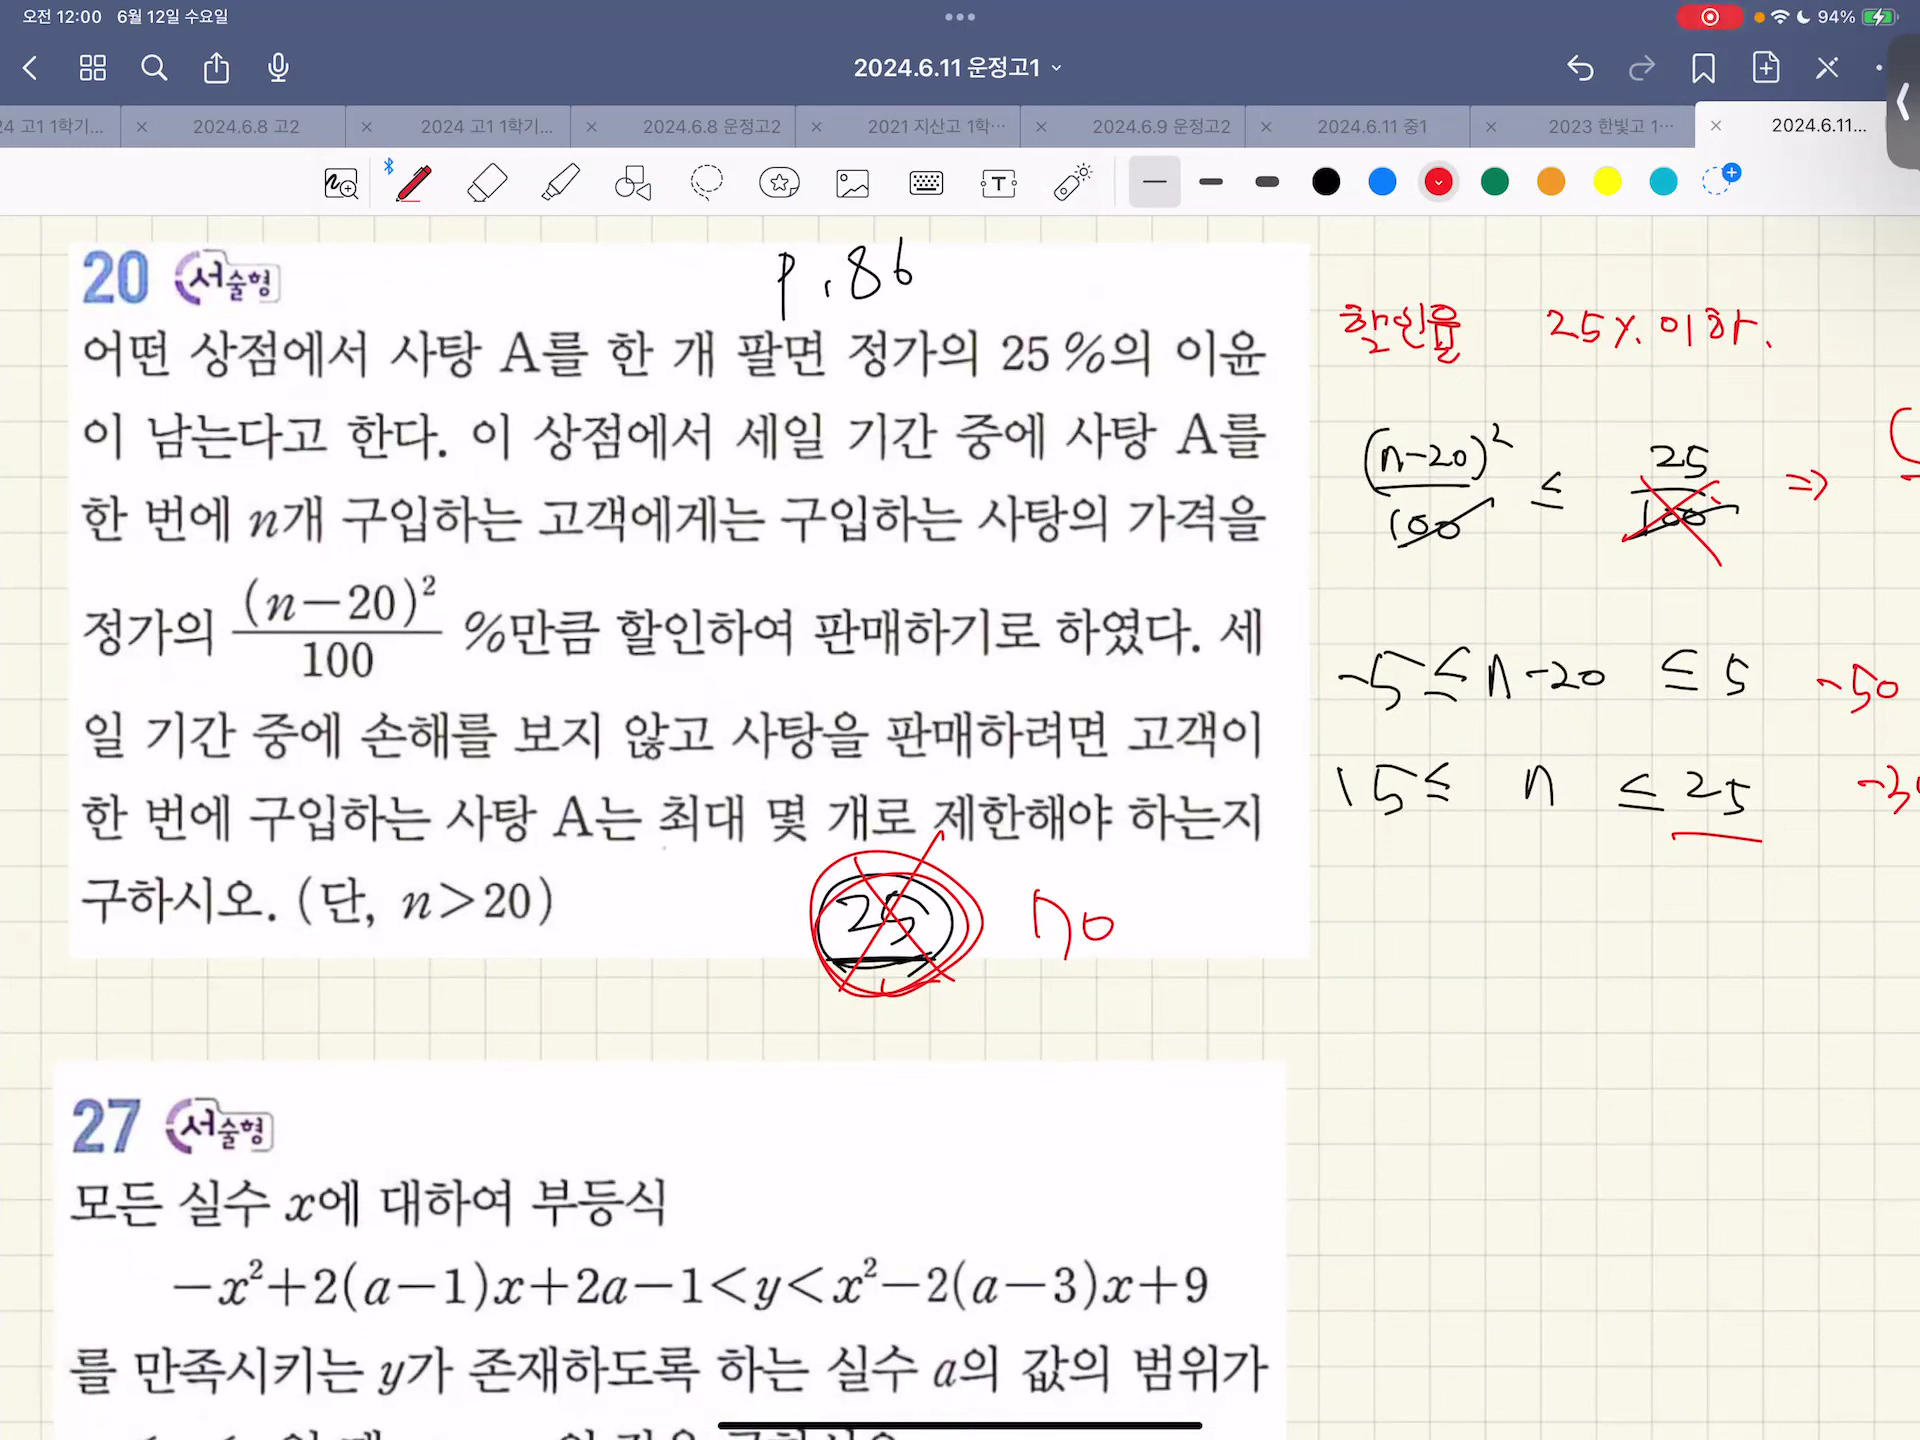 오전 12:00 6월 12일 수요일
94%
2024.6.11 운정고1
24 고1 1학기...
2024.6.8 고2
2024 고1 1학기...
2024.6.8 운정고2
2021 지산고 1학...
2024.6.9 운정고2
2024.6.11 중1
2023 한빛고 1...
2024.6.11...
20 서술형
p.86
어떤 상점에서 사탕 A를 한 개 팔면 정가의 25 %의 이윤
이 남는다고 한다. 이 상점에서 세일 기간 중에 사탕 A를
한 번에 n개 구입하는 고객에게는 구입하는 사탕의 가격을
정가의 (n-20)²/100 %만큼 할인하여 판매하기로 하였다. 세
일 기간 중에 손해를 보지 않고 사탕을 판매하려면 고객이
한 번에 구입하는 사탕 A는 최대 몇 개로 제한해야 하는지
구하시오. (단, n>20)
25
70
할인율 25% 이하.
(n-20)²/100 ≤ 25/100 ⇒
-5 ≤ n-20 ≤ 5
-50
15 ≤ n ≤ 25
27 서술형
모든 실수 x에 대하여 부등식
-x²+2(a-1)x+2a-1<y<x²-2(a-3)x+9
를 만족시키는 y가 존재하도록 하는 실수 a의 값의 범위가